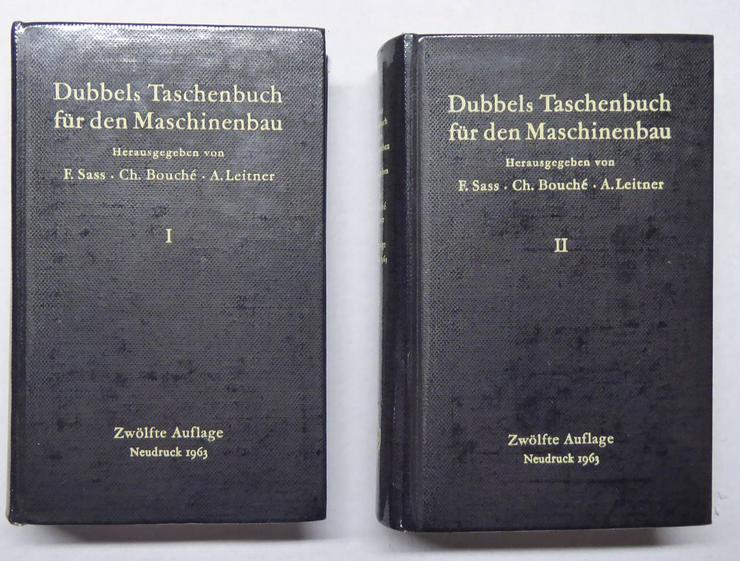 Dubbels Taschenbuch
für den Maschinenbau
Herausgegeben von
F. Sass · Ch. Bouché · A. Leitner
I
Zwölfte Auflage
Neudruck 1963
Dubbels Taschenbuch
für den Maschinenbau
Herausgegeben von
F. Sass · Ch. Bouché · A. Leitner
II
Zwölfte Auflage
Neudruck 1963